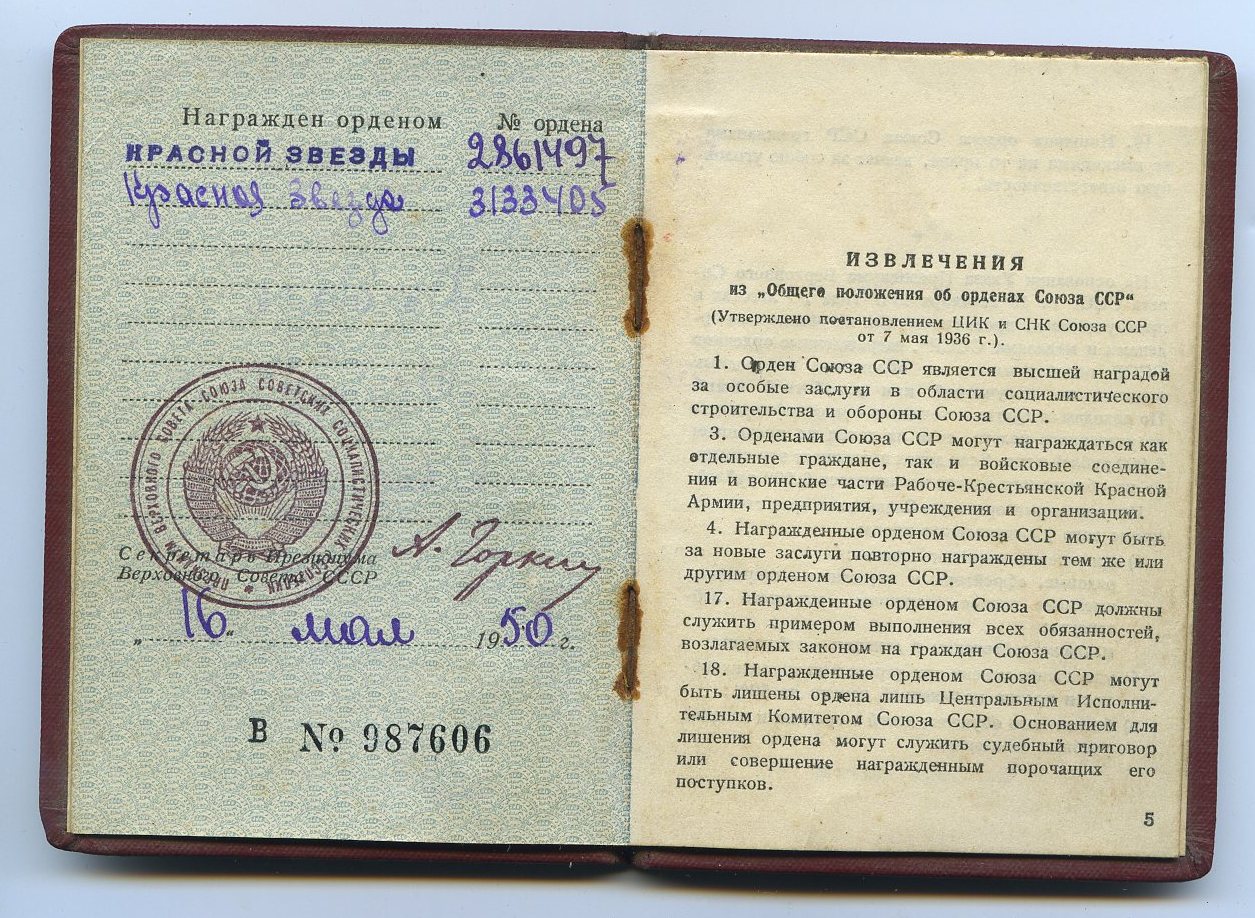 Награжден орденом № ордена
КРАСНОЙ ЗВЕЗДЫ 2861497
Красная Звезда 3133405
ПРЕЗИДИУМ ВЕРХОВНОГО СОВЕТА СОЮЗА СОВЕТСКИХ СОЦИАЛИСТИЧЕСКИХ РЕСПУБЛИК
Секретарь Президиума
Верховного Совета СССР
А. Горкин
„16“ мая 1950 г.
В № 987606
ИЗВЛЕЧЕНИЯ
из „Общего положения об орденах Союза ССР“
(Утверждено постановлением ЦИК и СНК Союза ССР
от 7 мая 1936 г.).
1. Орден Союза ССР является высшей наградой
за особые заслуги в области социалистического
строительства и обороны Союза ССР.
3. Орденами Союза ССР могут награждаться как
отдельные граждане, так и войсковые соедине-
ния и воинские части Рабоче-Крестьянской Красной
Армии, предприятия, учреждения и организации.
4. Награжденные орденом Союза ССР могут быть
за новые заслуги повторно награждены тем же или
другим орденом Союза ССР.
17. Награжденные орденом Союза ССР должны
служить примером выполнения всех обязанностей,
возлагаемых законом на граждан Союза ССР.
18. Награжденные орденом Союза ССР могут
быть лишены ордена лишь Центральным Исполни-
тельным Комитетом Союза ССР. Основанием для
лишения ордена могут служить судебный приговор
или совершение награжденным порочащих его
поступков.
5